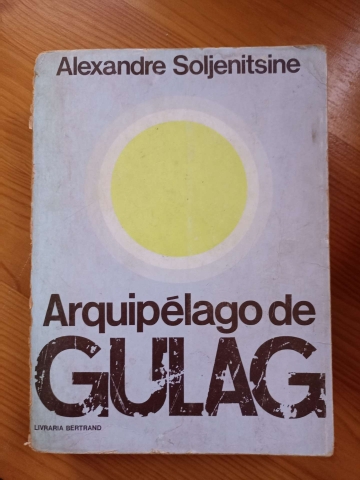 Alexandre Soljenitsine
Arquipélago de
GULAG
LIVRARIA BERTRAND